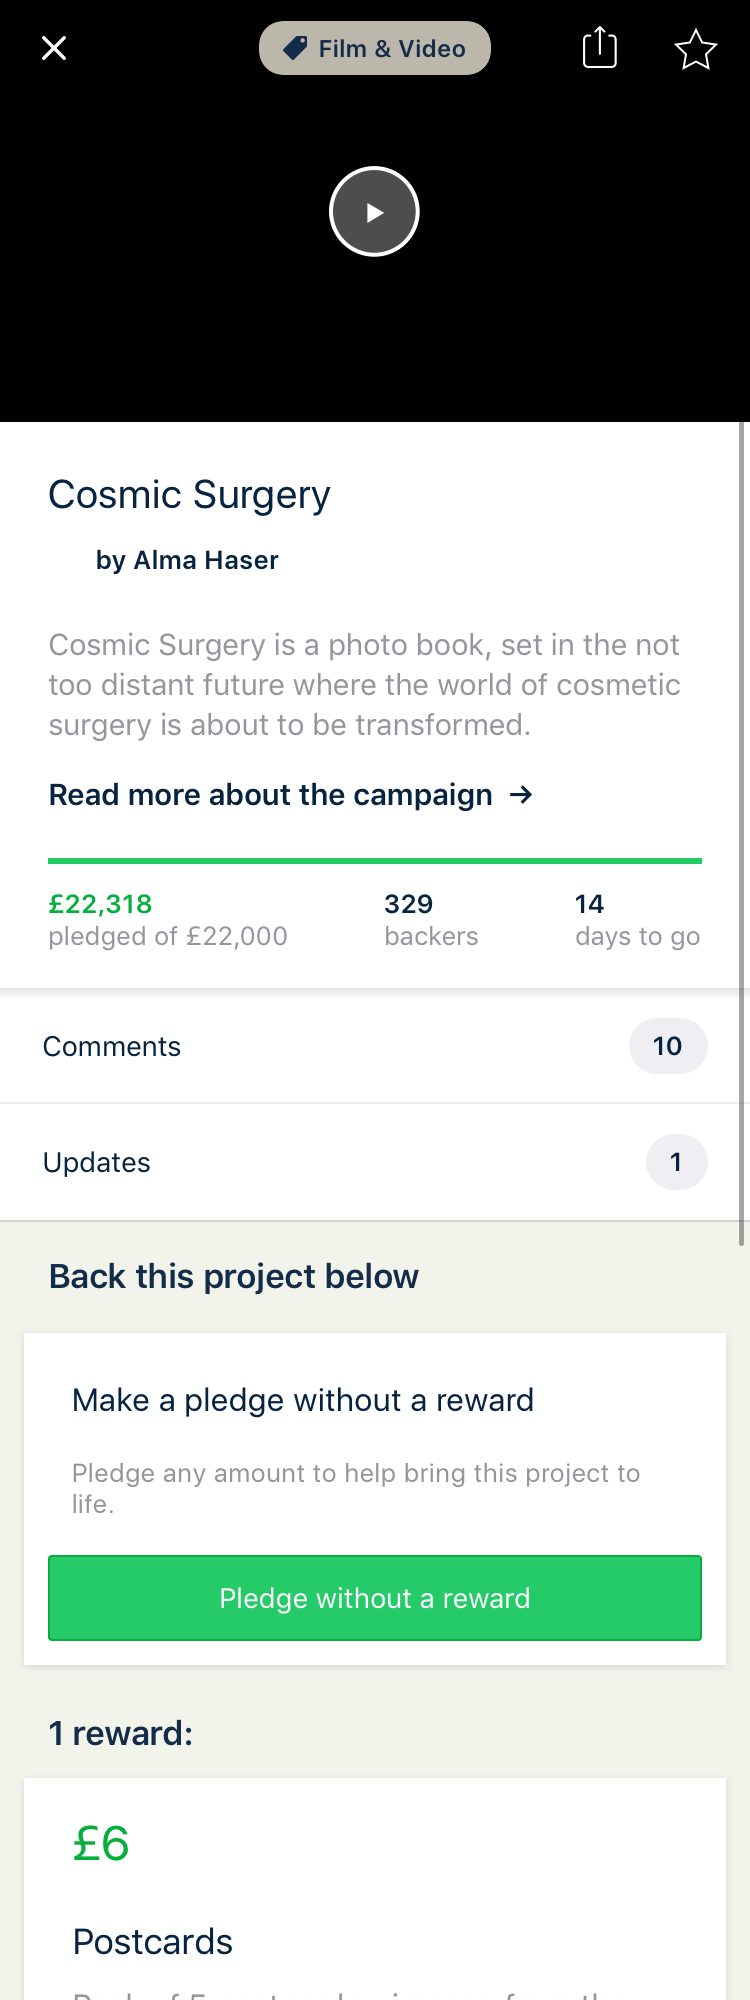 Film & Video
Cosmic Surgery
by Alma Haser
Cosmic Surgery is a photo book, set in the not
too distant future where the world of cosmetic
surgery is about to be transformed.
Read more about the campaign →
£22,318
pledged of £22,000
329
backers
14
days to go
Comments
10
Updates
1
Back this project below
Make a pledge without a reward
Pledge any amount to help bring this project to
life.
Pledge without a reward
1 reward:
£6
Postcards